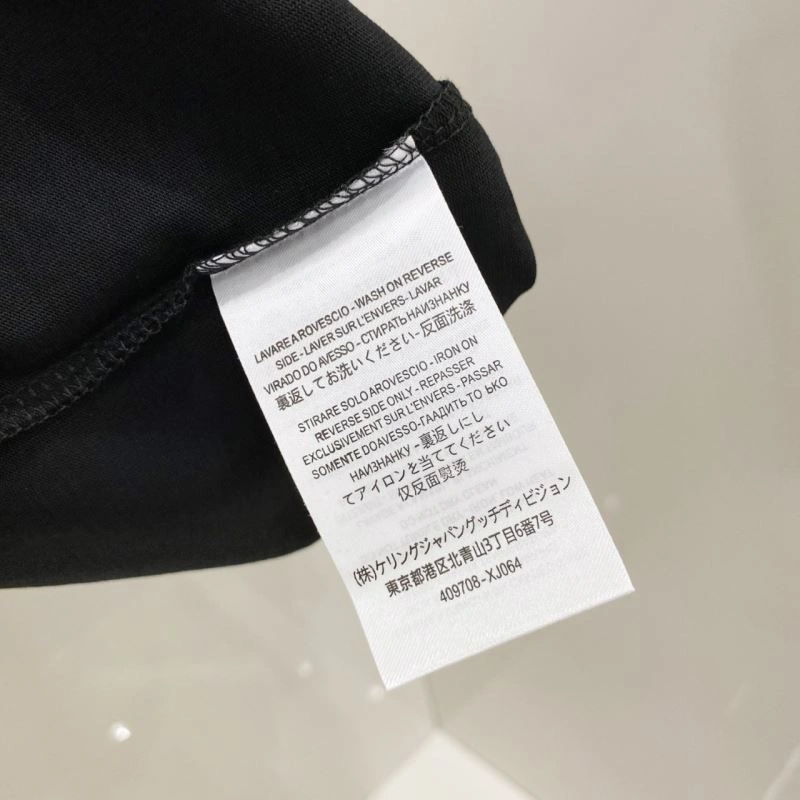 LAVARE A ROVESCIO - WASH ON REVERSE
SIDE - LAVER SUR L'ENVERS - LAVAR
VIRADO DO AVESSO - СТИРАТЬ НАИЗНАНКУ
裏返してお洗いください - 反面洗涤
STIRARE SOLO AROVESCIO - IRON ON
REVERSE SIDE ONLY - REPASSER
EXCLUSIVEMENT SUR L'ENVERS - PASSAR
SOMENTE DOAVESSO - ГААДИТЬ ТО ЬКО
НАИЗНАНКУ - 裏返しにし
てアイロンを当ててください
仅反面熨烫
(株)ケリングジャパングッチディビジョン
東京都港区北青山3丁目6番7号
409708-XJ064